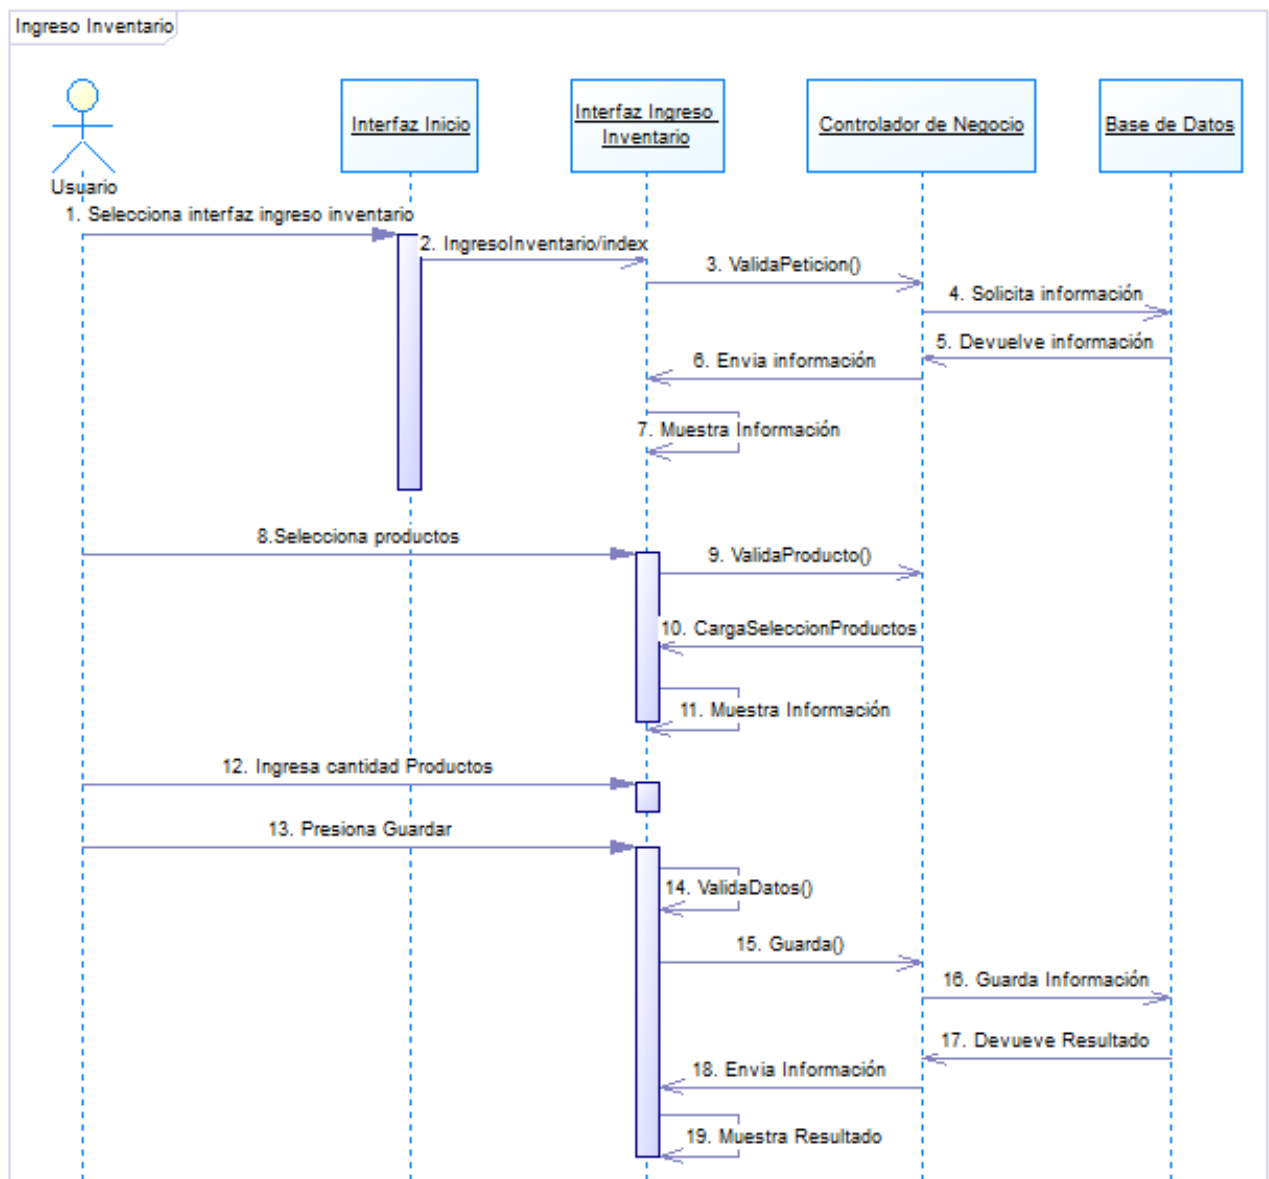 Ingreso Inventario
Interfaz Inicio
Interfaz Ingreso
Inventario
Controlador de Negocio
Base de Datos
Usuario
1. Selecciona interfaz ingreso inventario
2. IngresoInventario/index
3. ValidaPeticion()
4. Solicita información
5. Devuelve información
6. Envia información
7. Muestra Información
8.Selecciona productos
9. ValidaProducto()
10. CargaSeleccionProductos
11. Muestra Información
12. Ingresa cantidad Productos
13. Presiona Guardar
14. ValidaDatos()
15. Guarda()
16. Guarda Información
17. Devueve Resultado
18. Envia Información
19. Muestra Resultado